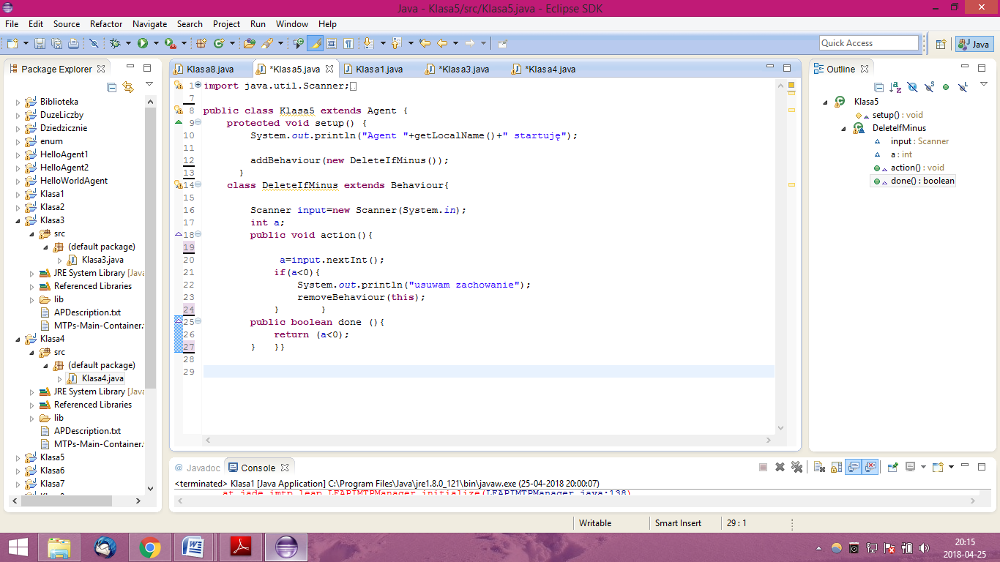 Java - Klasa5/src/Klasa5.java - Eclipse SDK
File Edit Source Refactor Navigate Search Project Run Window Help
Quick Access
Java
Package Explorer
Biblioteka
DuzeLiczby
Dziedzicznie
enum
HelloAgent1
HelloAgent2
HelloWorldAgent
Klasa1
Klasa2
Klasa3
src
(default package)
Klasa3.java
JRE System Library [Java
Referenced Libraries
lib
APDescription.txt
MTPs-Main-Container.
Klasa4
src
(default package)
Klasa4.java
JRE System Library [Java
Referenced Libraries
lib
APDescription.txt
MTPs-Main-Container.
Klasa5
Klasa6
Klasa7
Klasa8.java *Klasa5.java Klasa1.java *Klasa3.java *Klasa4.java
1 import java.util.Scanner;
7
8 public class Klasa5 extends Agent {
9 protected void setup() {
10 System.out.println("Agent "+getLocalName()+" startuję");
11
12 addBehaviour(new DeleteIfMinus());
13 }
14 class DeleteIfMinus extends Behaviour{
15
16 Scanner input=new Scanner(System.in);
17 int a;
18 public void action(){
19
20 a=input.nextInt();
21 if(a<0){
22 System.out.println("usuwam zachowanie");
23 removeBehaviour(this);
24 } }
25 public boolean done (){
26 return (a<0);
27 } }}
28
29
Outline
Klasa5
setup() : void
DeleteIfMinus
input : Scanner
a : int
action() : void
done() : boolean
@ Javadoc Console
<terminated> Klasa1 [Java Application] C:\Program Files\Java\jre1.8.0_121\bin\javaw.exe (25-04-2018 20:00:07)
at jade.imtp.leap.LEAPIMTPManager.initialize(LEAPIMTPManager.java:138)
Writable Smart Insert 29 : 1
20:15
2018-04-25